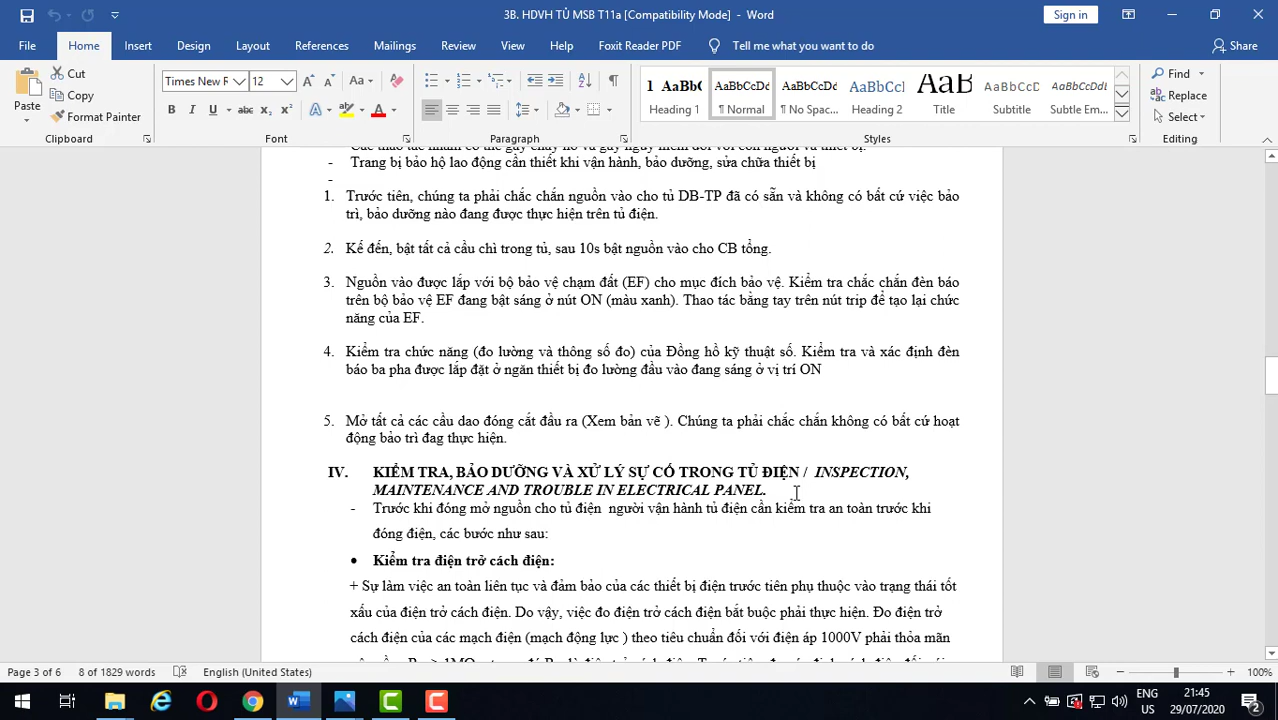 3B. HDVH TỦ MSB T11a [Compatibility Mode] - Word
Sign in
File Home Insert Design Layout References Mailings Review View Help Foxit Reader PDF Tell me what you want to do Share
Cut
Copy
Format Painter
Paste
Clipboard
Times New R 12
Font
Paragraph
1 AaBb( AaBbCcDd AaBbCcDd AaBbCcI AaB AaBbCcDd AaBbCcDdL
Heading 1 ¶ Normal ¶ No Spac... Heading 2 Title Subtitle Subtle Em...
Styles
Find
Replace
Select
Editing
- Trang bị bảo hộ lao động cần thiết khi vận hành, bảo dưỡng, sửa chữa thiết bị
-
1. Trước tiên, chúng ta phải chắc chắn nguồn vào cho tủ DB-TP đã có sẵn và không có bất cứ việc bảo
trì, bảo dưỡng nào đang được thực hiện trên tủ điện.
2. Kế đến, bật tất cả cầu chì trong tủ, sau 10s bật nguồn vào cho CB tổng.
3. Nguồn vào được lắp với bộ bảo vệ chạm đất (EF) cho mục đích bảo vệ. Kiểm tra chắc chắn đèn báo
trên bộ bảo vệ EF đang bật sáng ở nút ON (màu xanh). Thao tác bằng tay trên nút trip để tạo lại chức
năng của EF.
4. Kiểm tra chức năng (đo lường và thông số đo) của Đồng hồ kỹ thuật số. Kiểm tra và xác định đèn
báo ba pha được lắp đặt ở ngăn thiết bị đo lường đầu vào đang sáng ở vị trí ON
5. Mở tất cả các cầu dao đóng cắt đầu ra (Xem bản vẽ ). Chúng ta phải chắc chắn không có bất cứ hoạt
động bảo trì đag thực hiện.
IV. KIỂM TRA, BẢO DƯỠNG VÀ XỬ LÝ SỰ CÓ TRONG TỦ ĐIỆN / INSPECTION,
MAINTENANCE AND TROUBLE IN ELECTRICAL PANEL.
- Trước khi đóng mở nguồn cho tủ điện người vận hành tủ điện cần kiểm tra an toàn trước khi
đóng điện, các bước như sau:
• Kiểm tra điện trở cách điện:
+ Sự làm việc an toàn liên tục và đảm bảo của các thiết bị điện trước tiên phụ thuộc vào trạng thái tốt
xấu của điện trở cách điện. Do vậy, việc đo điện trở cách điện bắt buộc phải thực hiện. Đo điện trở
cách điện của các mạch điện (mạch động lực ) theo tiêu chuẩn đối với điện áp 1000V phải thỏa mãn
Page 3 of 6 8 of 1829 words English (United States) 100%
ENG
US
21:45
29/07/2020
2